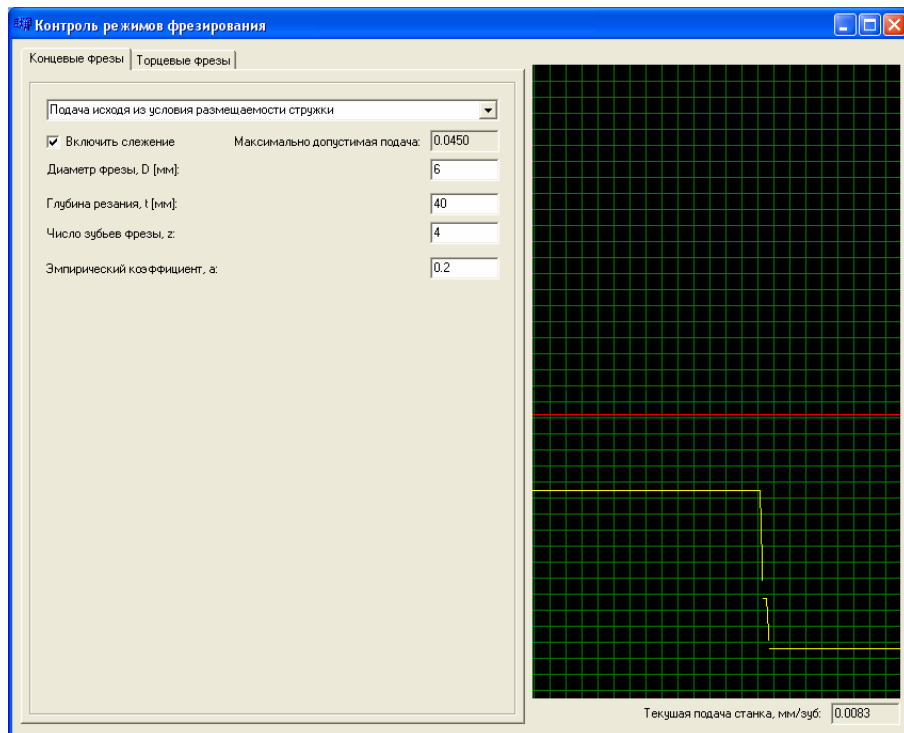 Контроль режимов фрезирования
Концевые фрезы Торцевые фрезы
Подача исходя из условия размещаемости стружки
Включить слежение Максимально допустимая подача: 0.0450
Диаметр фрезы, D [мм]: 6
Глубина резания, t [мм]: 40
Число зубьев фрезы, z: 4
Эмпирический коэффициент, a: 0.2
Текушая подача станка, мм/зуб: 0.0083